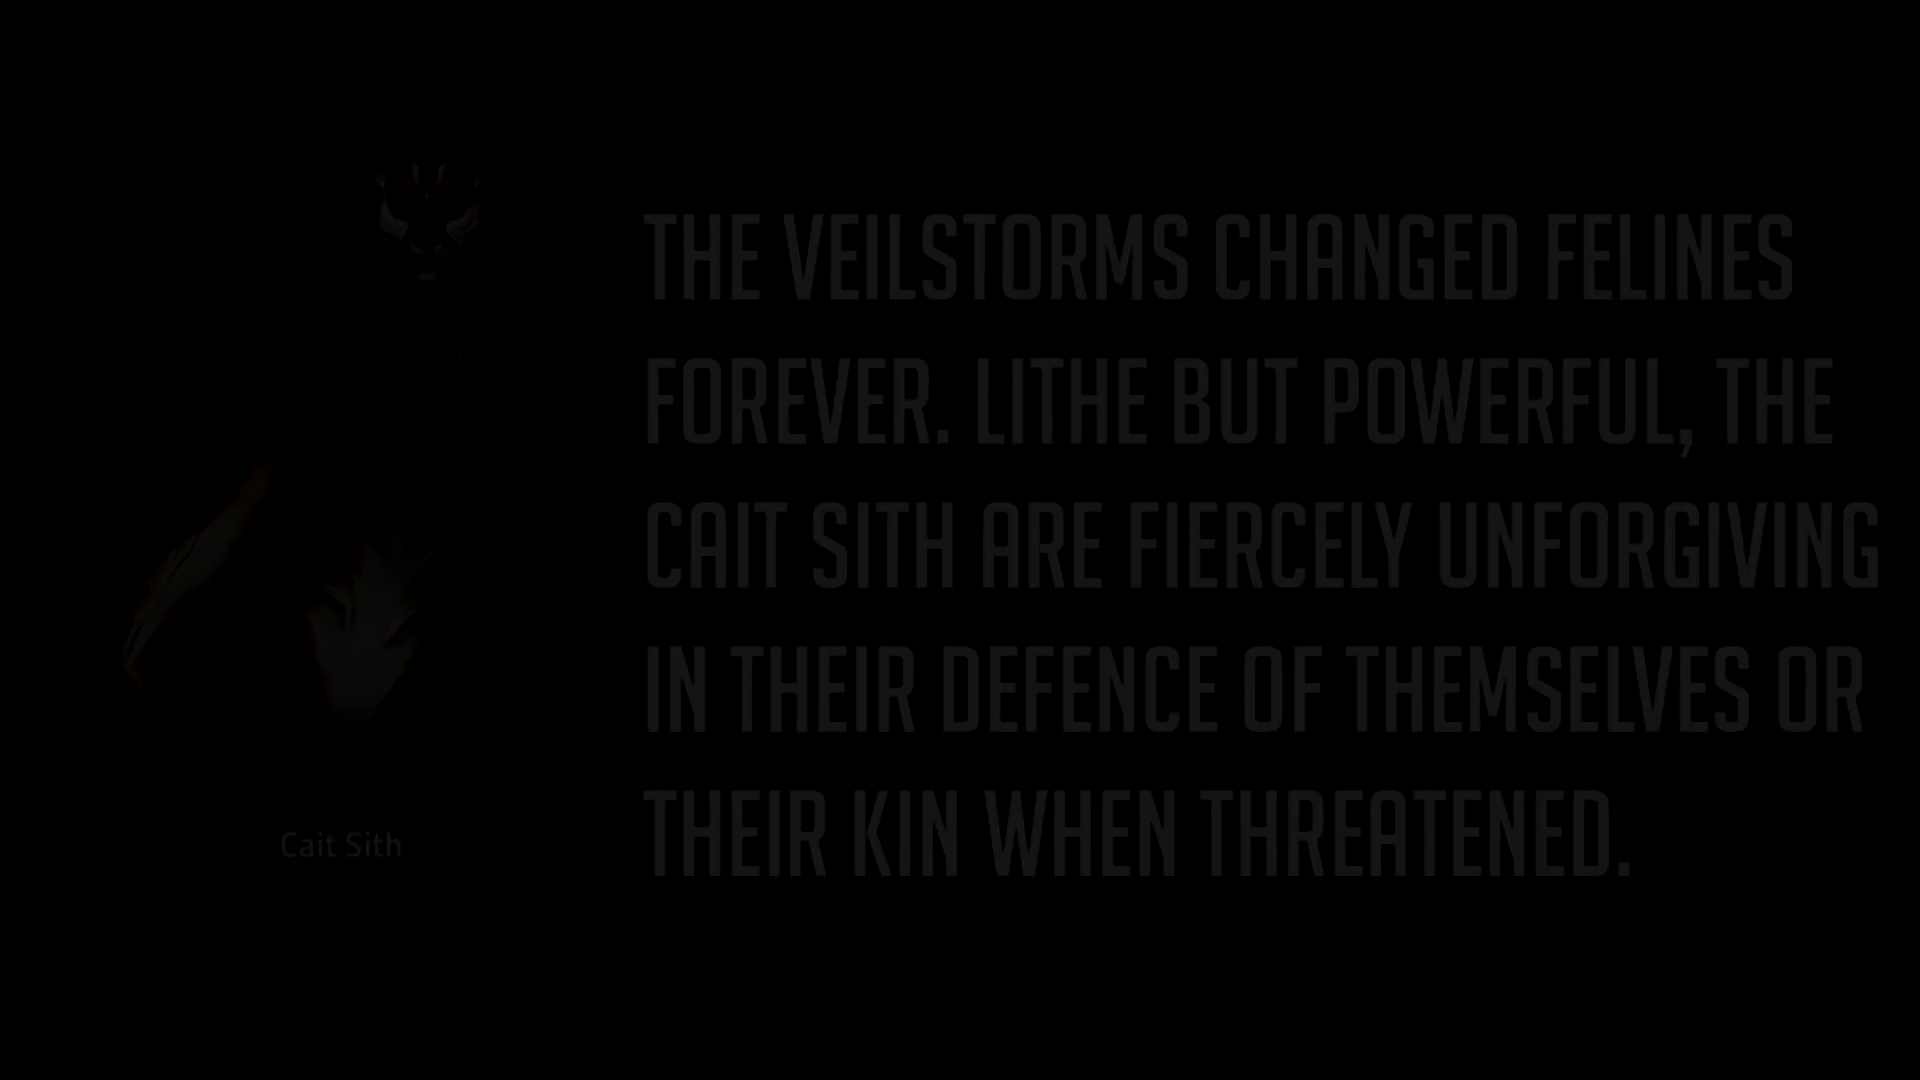 THE VEILSTORMS CHANGED FELINES
FOREVER. LITHE BUT POWERFUL, THE
CAIT SITH ARE FIERCELY UNFORGIVING
IN THEIR DEFENCE OF THEMSELVES OR
THEIR KIN WHEN THREATENED.
Cait Sith